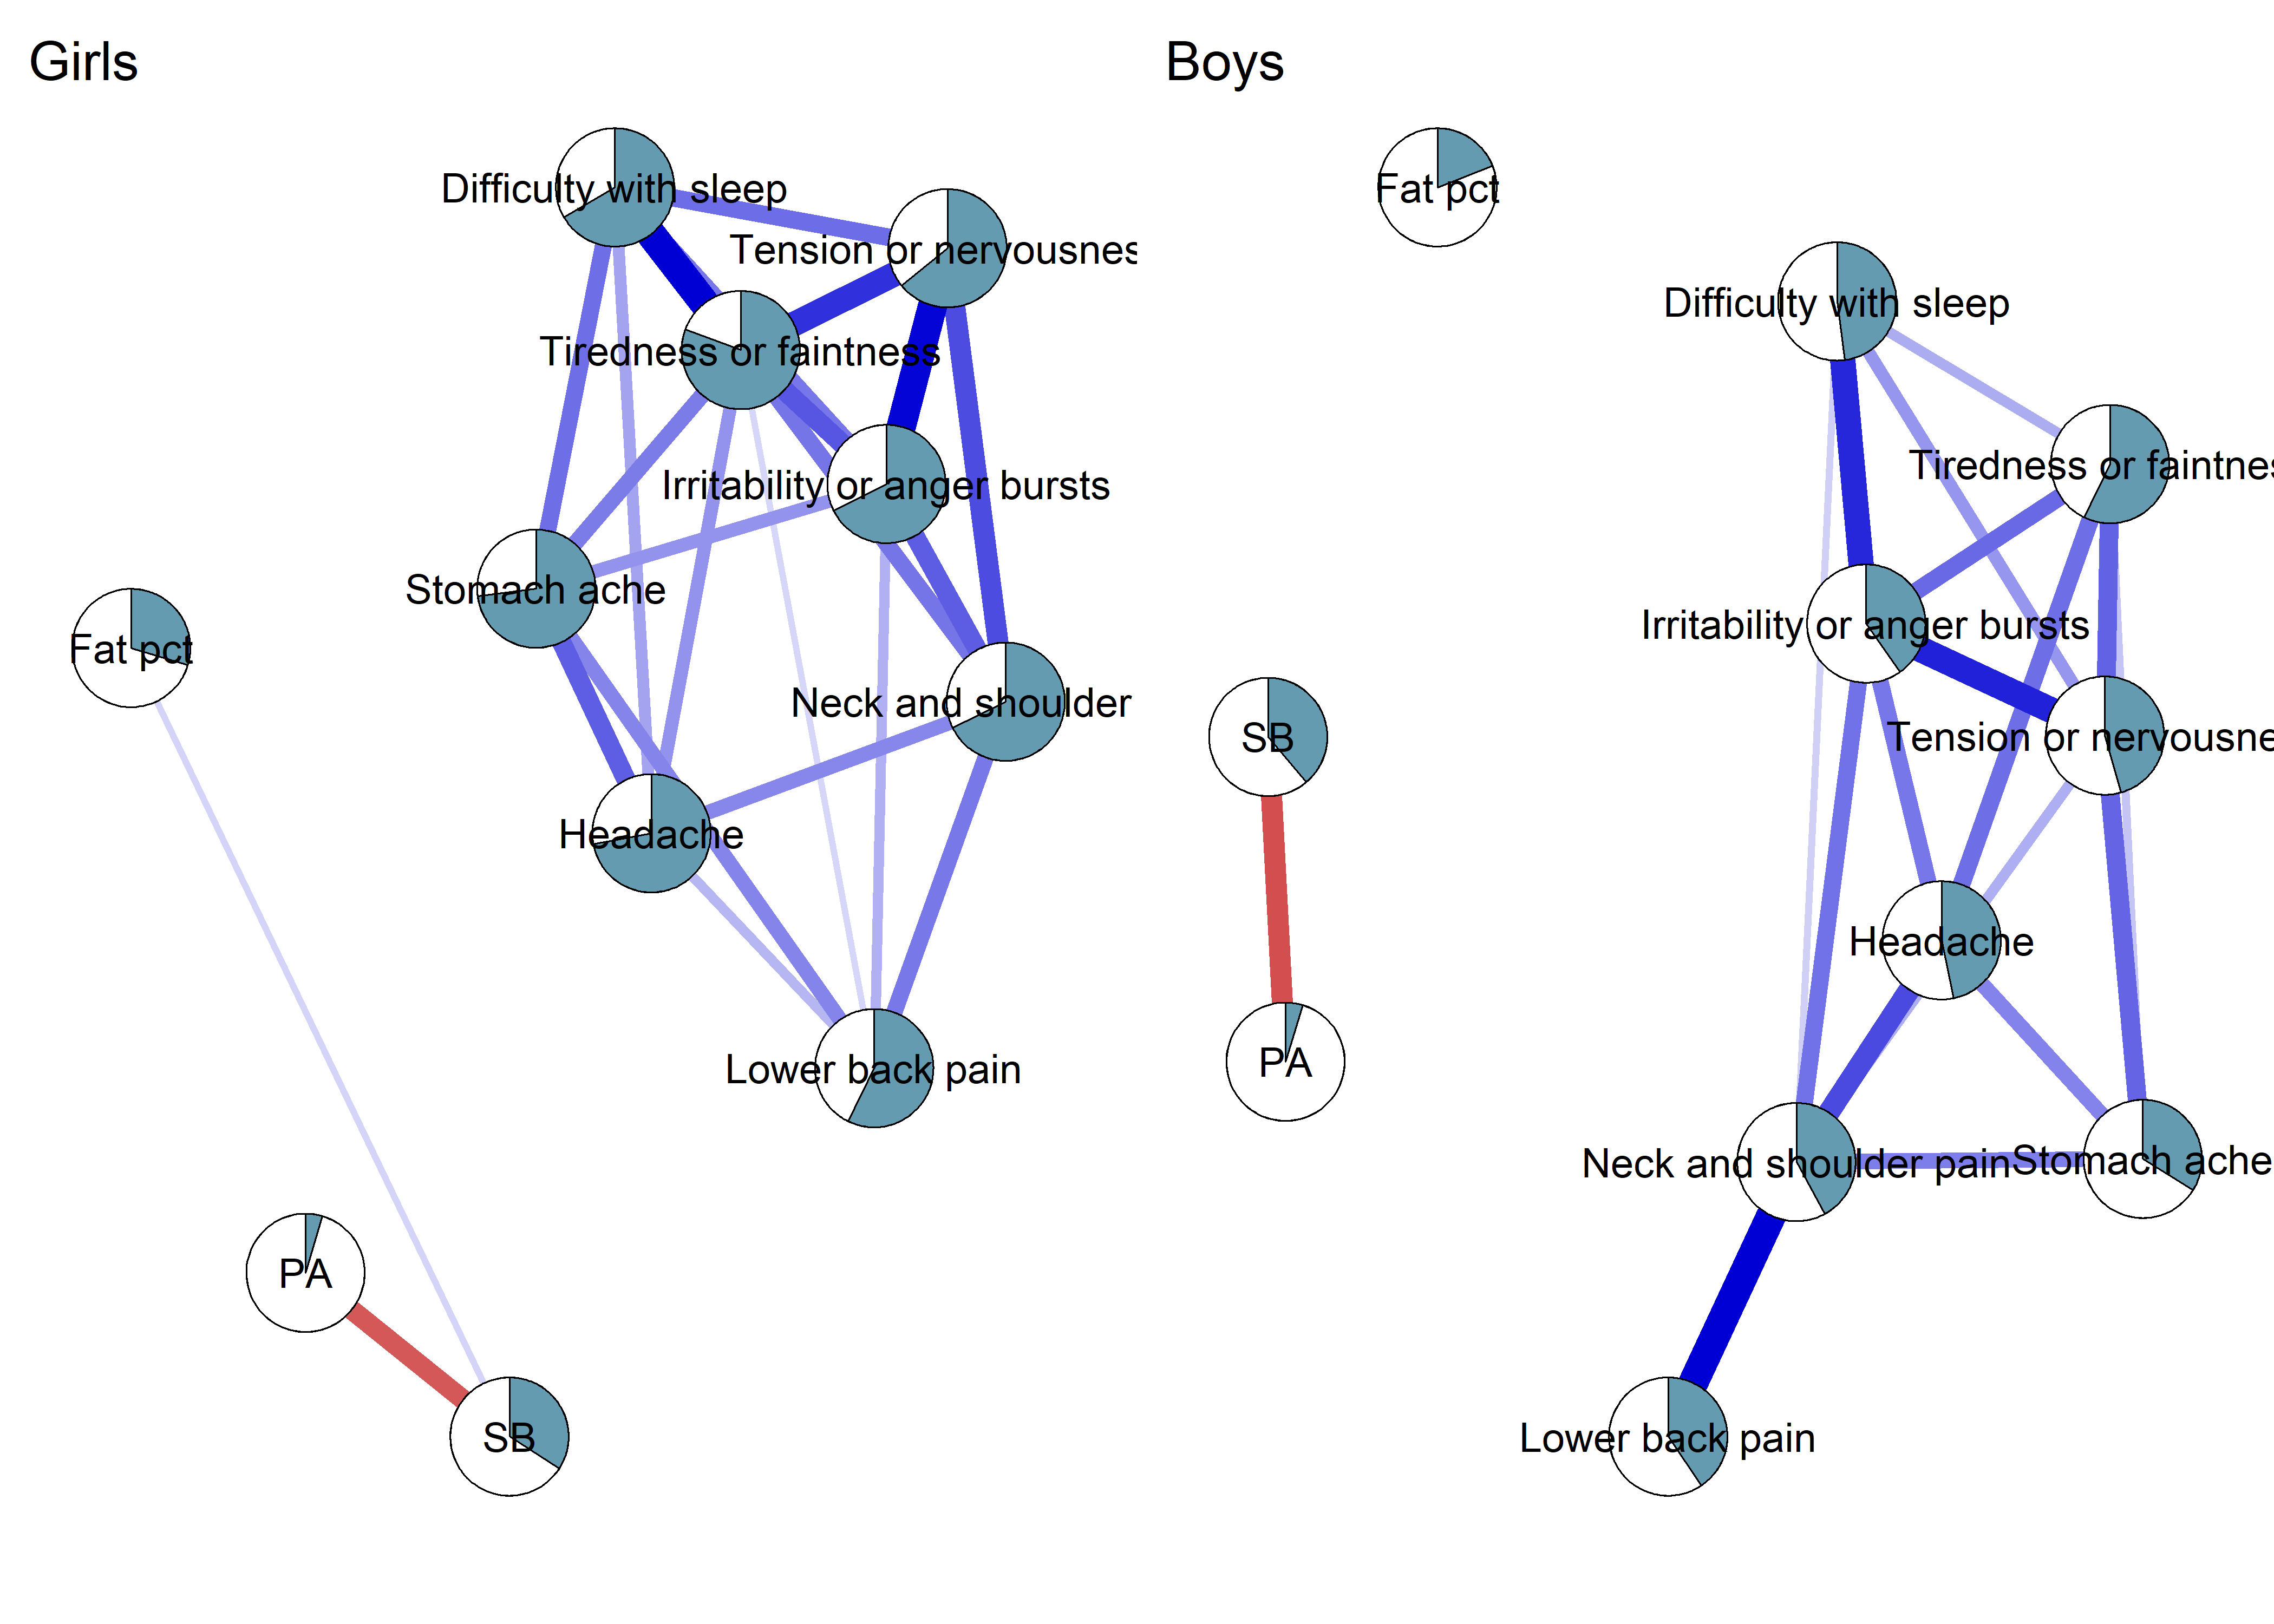 Girls
Difficulty with sleep
Tension or nervousnes
Tiredness or faintness
Irritability or anger bursts
Stomach ache
Fat pct
Neck and shoulder
Headache
Lower back pain
PA
SB
Boys
Fat pct
Difficulty with sleep
Tiredness or faintnes
Irritability or anger bursts
SB
Tension or nervousne
Headache
PA
Neck and shoulder pain
Stomach ache
Lower back pain